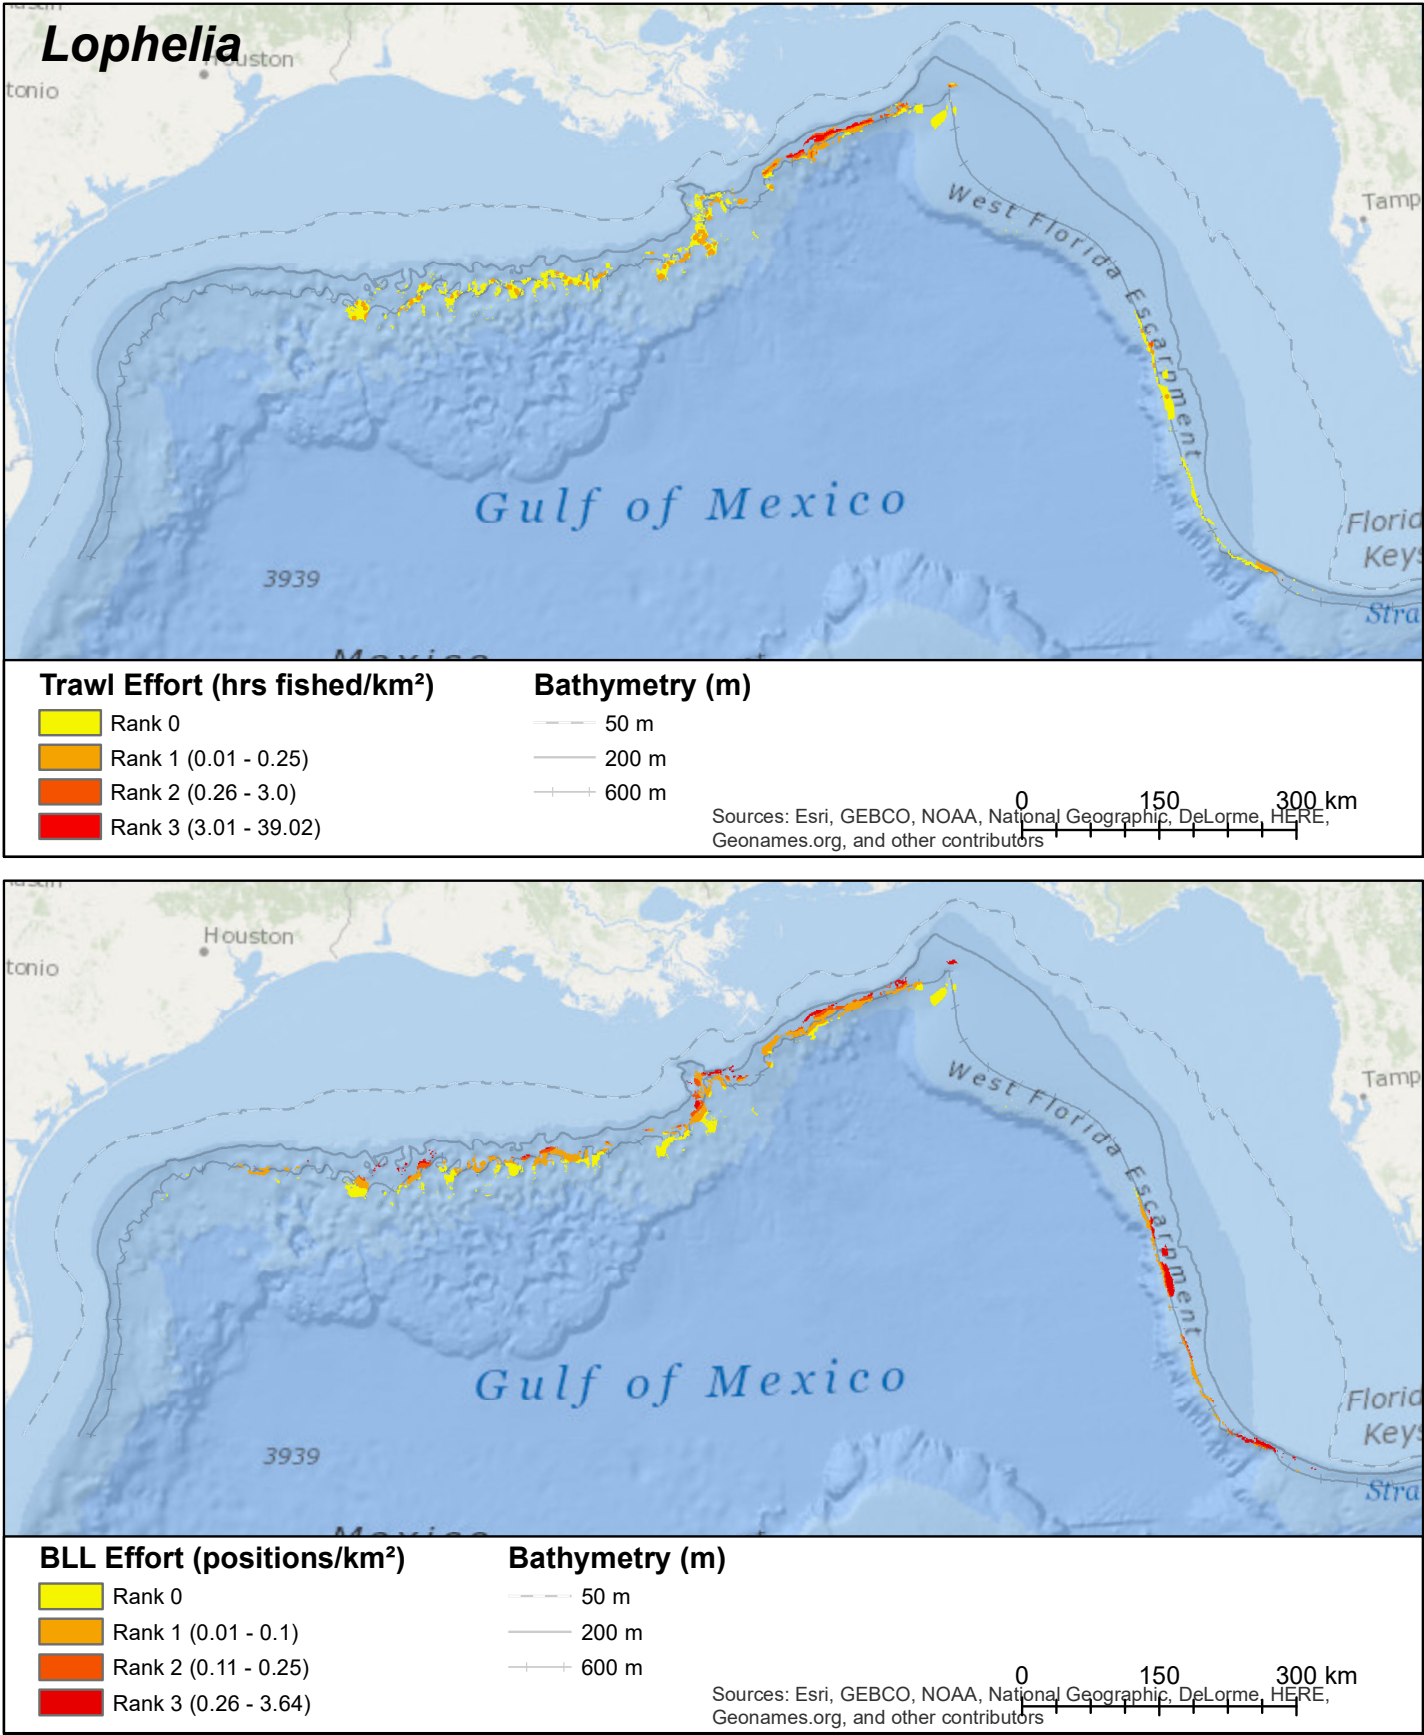 Lophelia
Houston
tonio
West Florida Escarpment
Tamp
Gulf of Mexico
Florid
Keys
3939
Stra
Trawl Effort (hrs fished/km²)
Rank 0
Rank 1 (0.01 - 0.25)
Rank 2 (0.26 - 3.0)
Rank 3 (3.01 - 39.02)
Bathymetry (m)
50 m
200 m
600 m
0 150 300 km
Sources: Esri, GEBCO, NOAA, National Geographic, DeLorme, HERE,
Geonames.org, and other contributors
Houston
tonio
West Florida Escarpment
Tamp
Gulf of Mexico
Florid
Keys
3939
Stra
BLL Effort (positions/km²)
Rank 0
Rank 1 (0.01 - 0.1)
Rank 2 (0.11 - 0.25)
Rank 3 (0.26 - 3.64)
Bathymetry (m)
50 m
200 m
600 m
0 150 300 km
Sources: Esri, GEBCO, NOAA, National Geographic, DeLorme, HERE,
Geonames.org, and other contributors